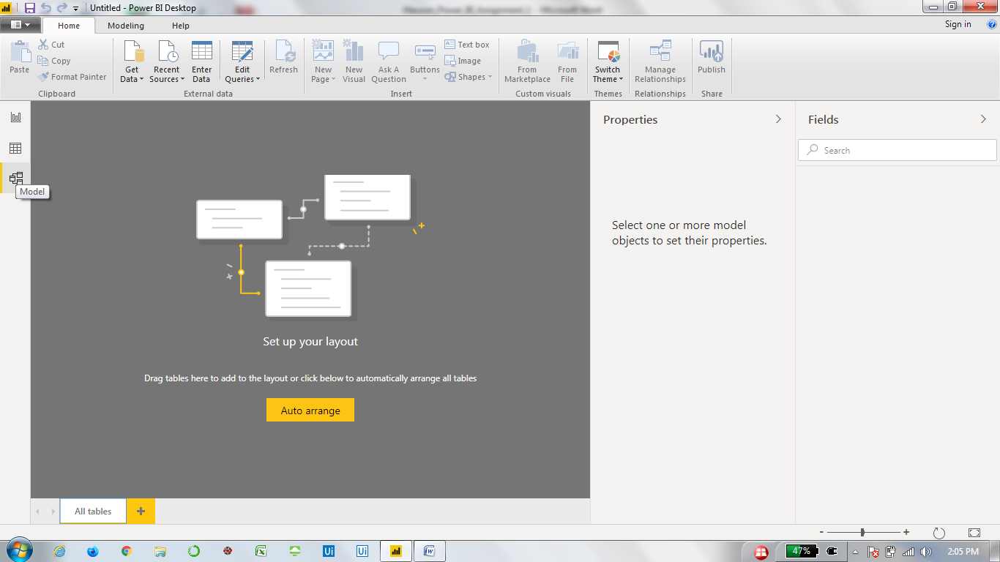 Untitled - Power BI Desktop
Home Modeling Help
Sign in
Paste
Cut
Copy
Format Painter
Clipboard
Get Data
Recent Sources
Enter Data
Edit Queries
External data
Refresh
New Page
New Visual
Ask A Question
Buttons
Text box
Image
Shapes
Insert
From Marketplace
From File
Custom visuals
Switch Theme
Themes
Manage Relationships
Relationships
Publish
Share
Model
Set up your layout
Drag tables here to add to the layout or click below to automatically arrange all tables
Auto arrange
All tables
Properties
Select one or more model
objects to set their properties.
Fields
Search
Ui
Ui
47%
2:05 PM